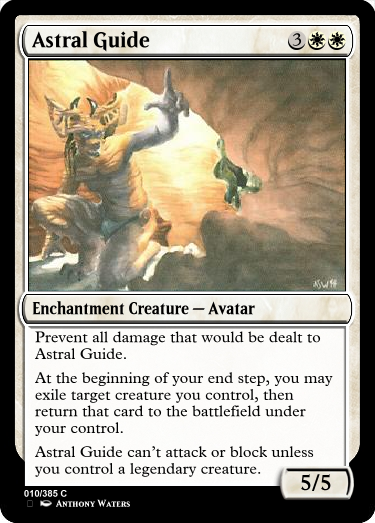 Astral Guide 3
Enchantment Creature — Avatar
Prevent all damage that would be dealt to
Astral Guide.
At the beginning of your end step, you may
exile target creature you control, then
return that card to the battlefield under
your control.
Astral Guide can't attack or block unless
you control a legendary creature.
5/5
010/385 C
Anthony Waters